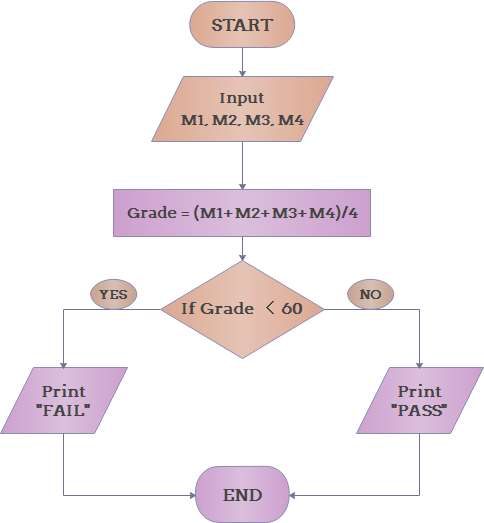 START
Input
M1, M2, M3, M4
Grade = (M1+M2+M3+M4)/4
If Grade < 60
YES
NO
Print
"FAIL"
Print
"PASS"
END